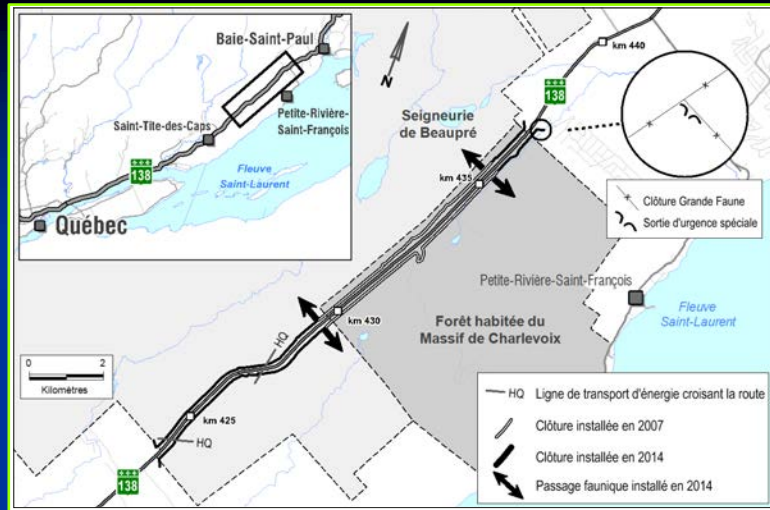 Baie-Saint-Paul
Petite-Rivière-
Saint-François
Saint-Tite-des-Caps
138
Fleuve
Saint-Laurent
Québec
N
km 440
138
Seigneurie
de Beaupré
km 435
Clôture Grande Faune
Sortie d'urgence spéciale
Petite-Rivière-Saint-François
Fleuve
Saint-Laurent
km 430
Forêt habitée du
Massif de Charlevoix
HQ
0 2
Kilomètres
km 425
HQ
138
HQ Ligne de transport d'énergie croisant la route
Clôture installée en 2007
Clôture installée en 2014
Passage faunique installé en 2014